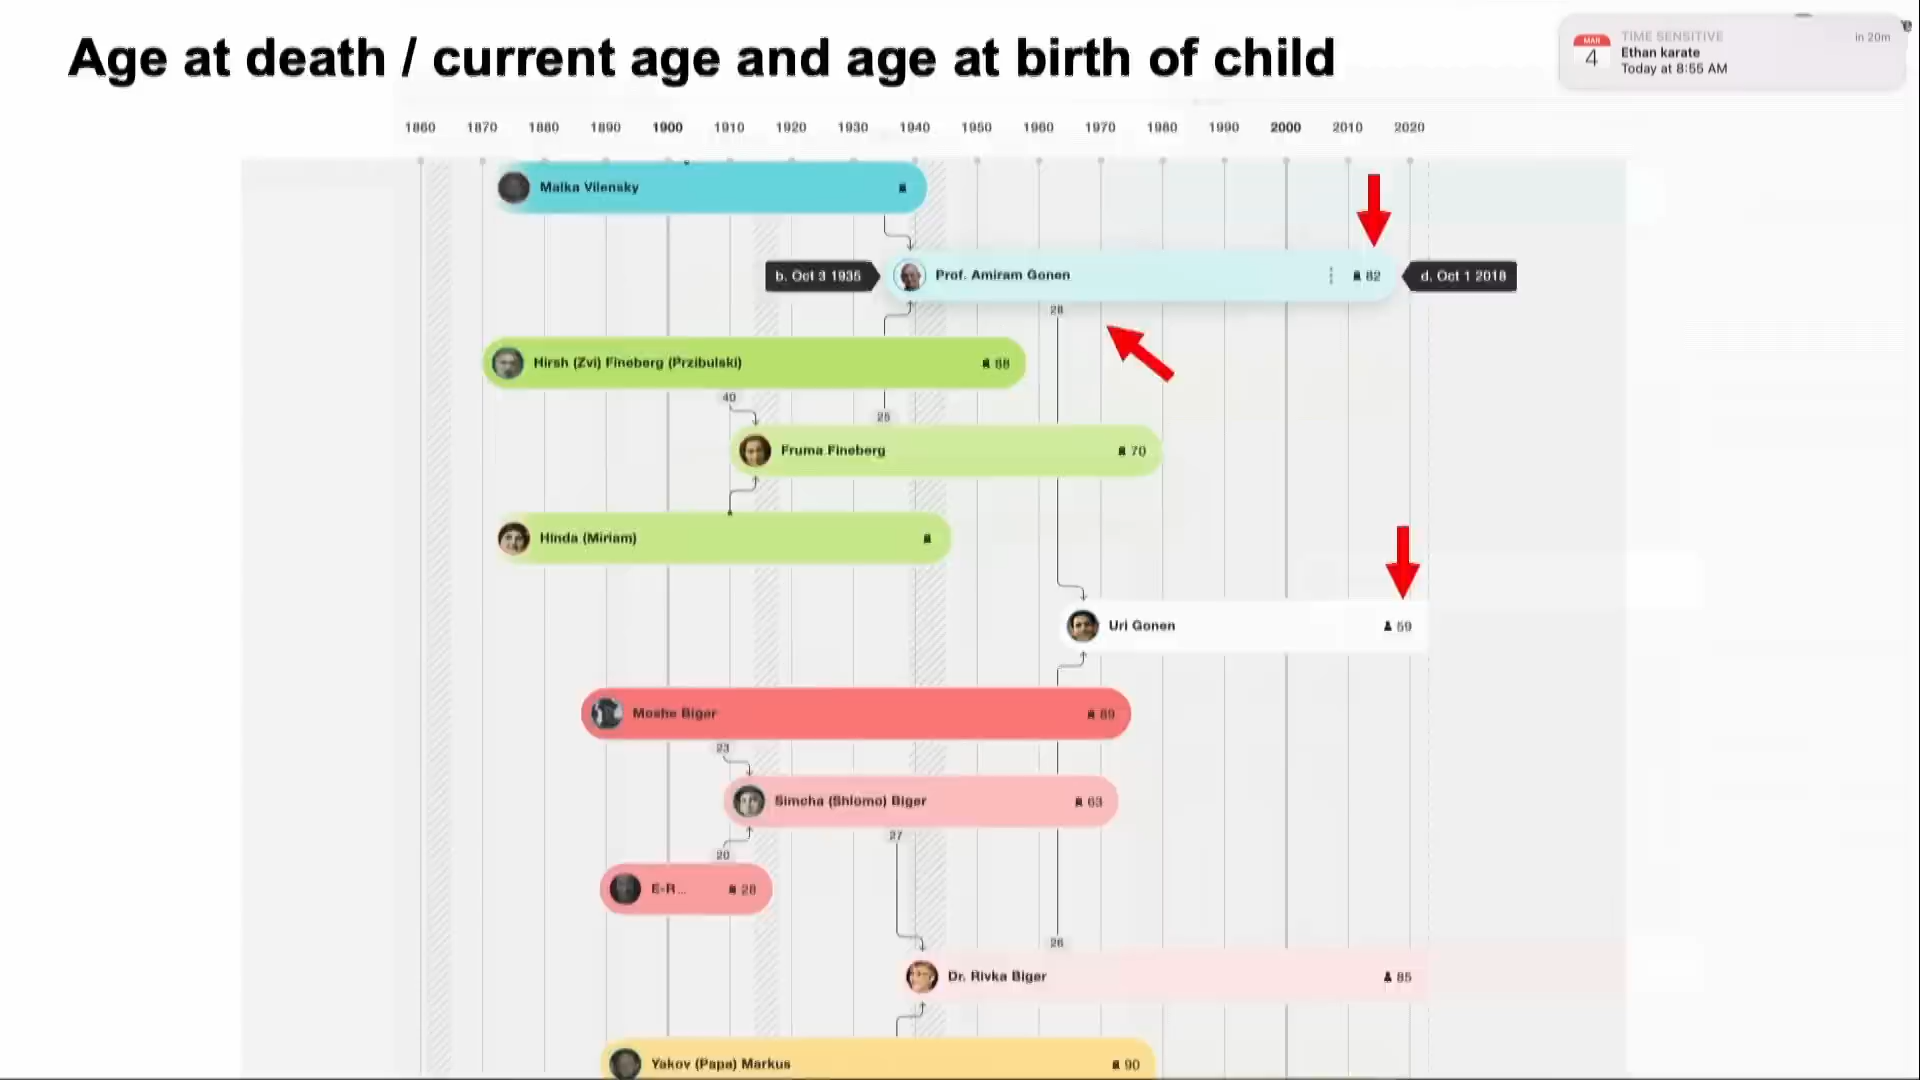 Age at death / current age and age at birth of child
MAR
4
TIME SENSITIVE
in 20m
Ethan karate
Today at 8:55 AM
1860 1870 1880 1890 1900 1910 1920 1930 1940 1950 1960 1970 1980 1990 2000 2010 2020
Malka Vilensky
b. Oct 3 1935
Prof. Amiram Gonen
82
d. Oct 1 2018
28
Hirsh (Zvi) Fineberg (Przibulski)
88
40
25
Fruma Fineberg
70
Hinda (Miriam)
Uri Gonen
59
Moshe Biger
89
23
Simcha (Shlomo) Biger
63
27
20
E-R...
28
26
Dr. Rivka Biger
85
Yakov (Papa) Markus
90